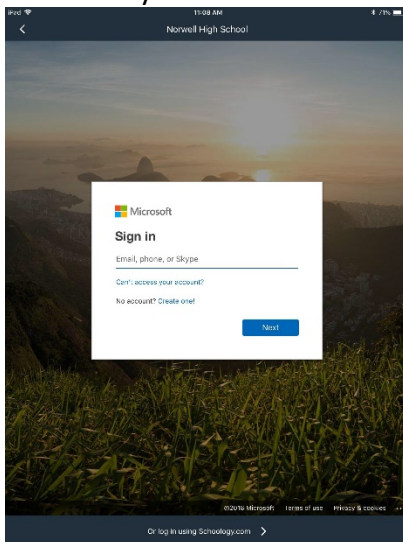 iPad 11:08 AM 71%
Norwell High School
Microsoft
Sign in
Email, phone, or Skype
Can't access your account?
No account? Create one!
Next
©2018 Microsoft Terms of use Privacy & cookies ...
Or log in using Schoology.com